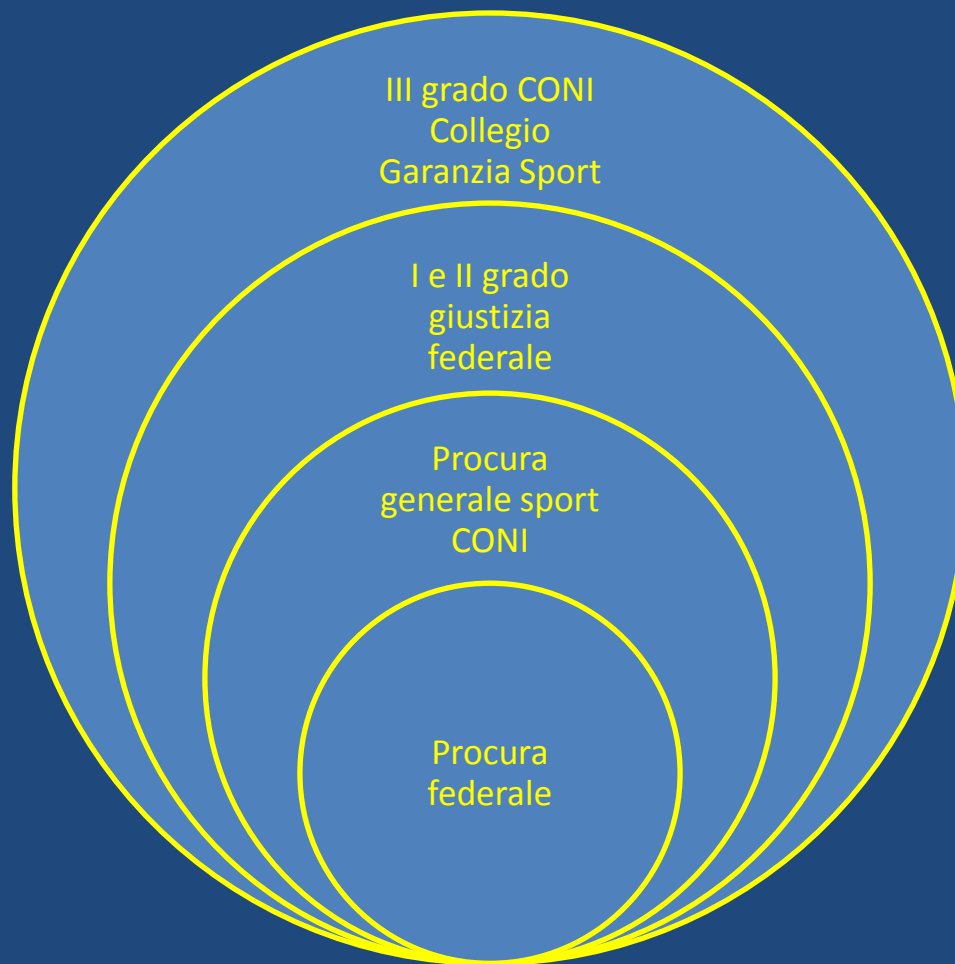 III grado CONI
Collegio
Garanzia Sport
I e II grado
giustizia
federale
Procura
generale sport
CONI
Procura
federale